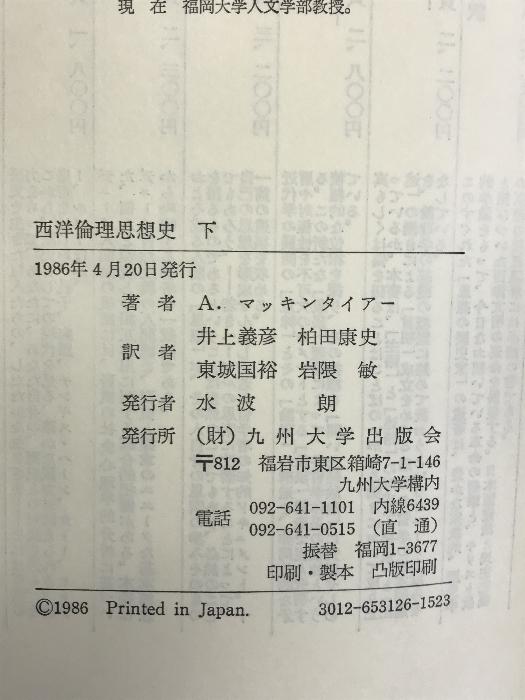 現在 福岡大学人文学部教授。
西洋倫理思想史 下
1986年4月20日発行
著者 A. マッキンタイアー
訳者 井上義彦 柏田康史
東城国裕 岩隈 敏
発行者 水波 朗
発行所 (財)九州大学出版会
〒812 福岩市東区箱崎7-1-146
九州大学構内
電話 092-641-1101 内線6439
092-641-0515 (直通)
振替 福岡1-3677
印刷・製本 凸版印刷
©1986 Printed in Japan. 3012-653126-1523